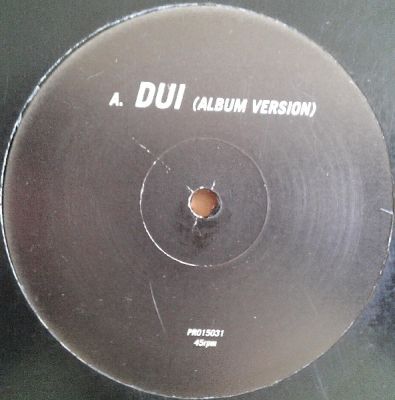 A. DUI (ALBUM VERSION)
PRO15031
45rpm